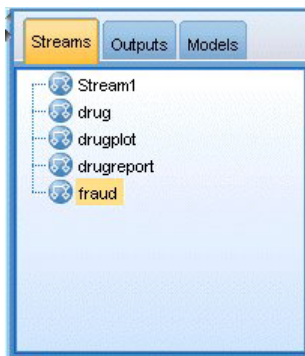 Streams Outputs Models
Stream1
drug
drugplot
drugreport
fraud